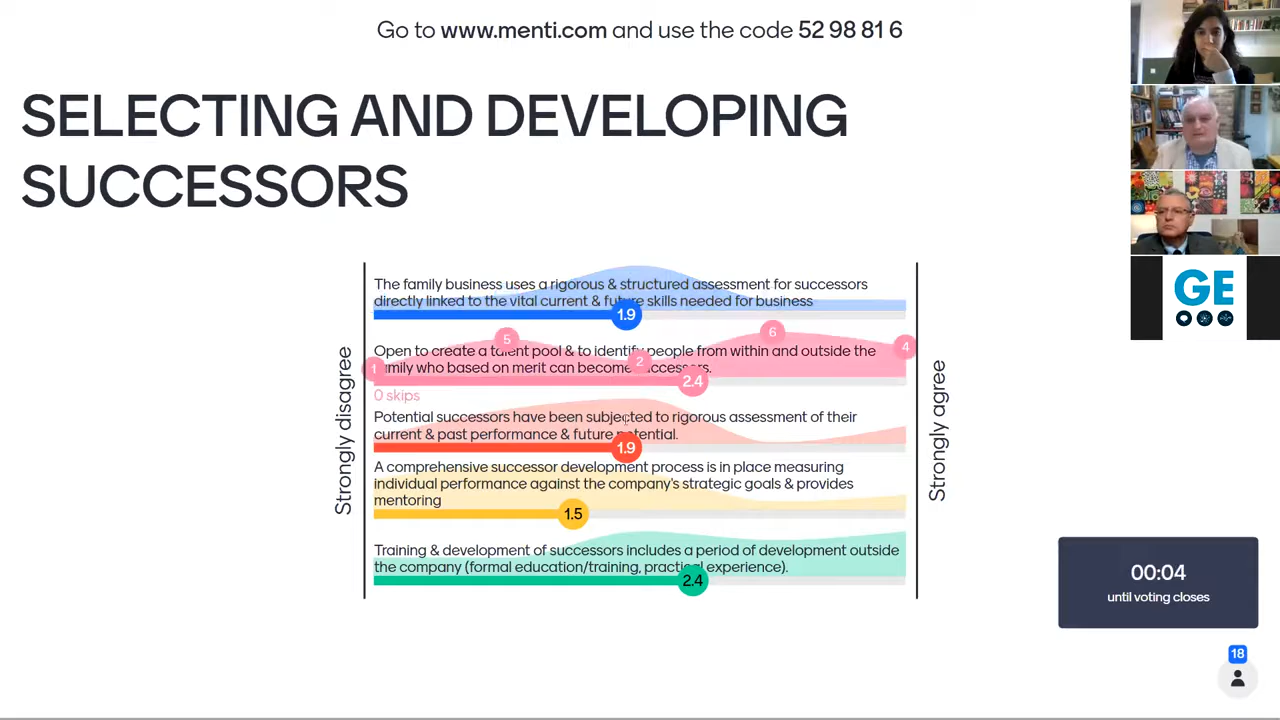 Go to www.menti.com and use the code 52 98 81 6
SELECTING AND DEVELOPING
SUCCESSORS
Strongly disagree
The family business uses a rigorous & structured assessment for successors
directly linked to the vital current & future skills needed for business
1.9
5
6
4
Open to create a talent pool & to identify people from within and outside the
1
2
family who based on merit can become successors.
2.4
0 skips
Potential successors have been subjected to rigorous assessment of their
current & past performance & future potential.
1.9
A comprehensive successor development process is in place measuring
individual performance against the company's strategic goals & provides
mentoring
1.5
Training & development of successors includes a period of development outside
the company (formal education/training, practical experience).
2.4
Strongly agree
GE
00:04
until voting closes
18